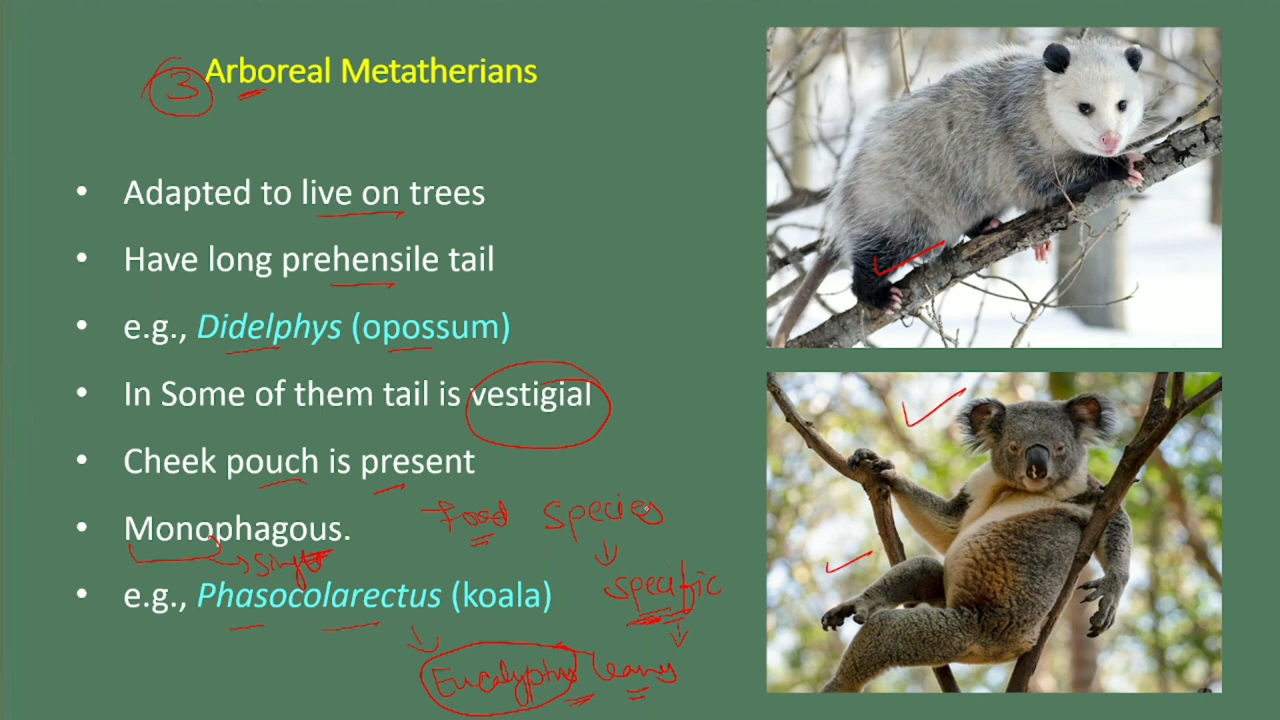 3 Arboreal Metatherians
• Adapted to live on trees
• Have long prehensile tail
• e.g., Didelphys (opossum)
• In Some of them tail is vestigial
• Cheek pouch is present
food species
• Monophagous.
specific
• e.g., Phasocolarectus (koala)
Eucalyptus leaves